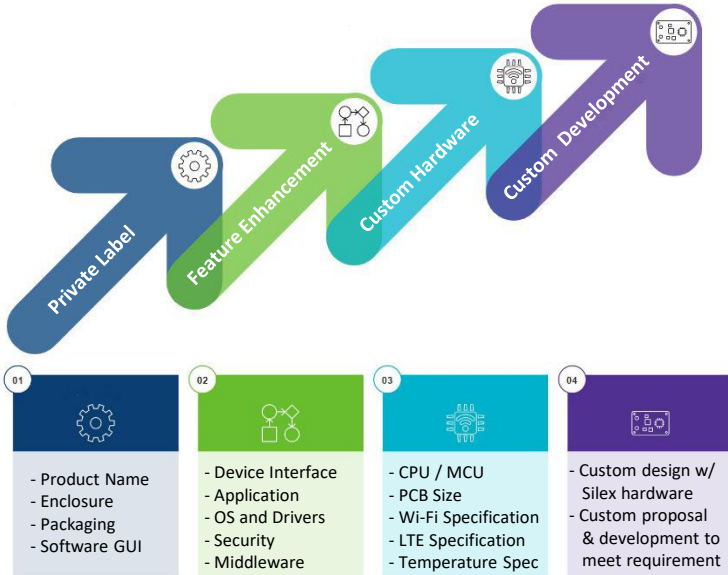 Private Label
Feature Enhancement
Custom Hardware
Custom Development
01
- Product Name
- Enclosure
- Packaging
- Software GUI
02
- Device Interface
- Application
- OS and Drivers
- Security
- Middleware
03
- CPU / MCU
- PCB Size
- Wi-Fi Specification
- LTE Specification
- Temperature Spec
04
- Custom design w/
Silex hardware
- Custom proposal
& development to
meet requirement